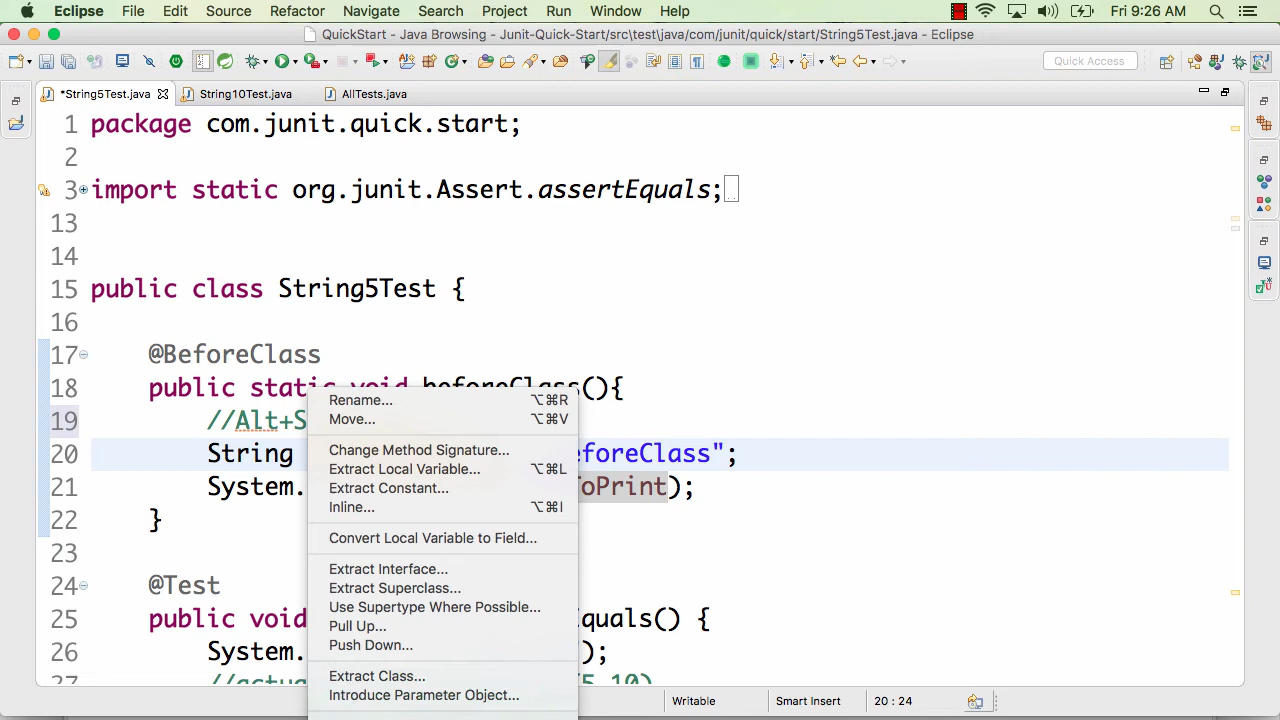 Eclipse File Edit Source Refactor Navigate Search Project Run Window Help Fri 9:26 AM
QuickStart - Java Browsing - Junit-Quick-Start/src/test/java/com/junit/quick/start/String5Test.java - Eclipse
Quick Access
*String5Test.java String10Test.java AllTests.java
1 package com.junit.quick.start;
2
3 import static org.junit.Assert.assertEquals;
13
14
15 public class String5Test {
16
17 @BeforeClass
18 public static void beforeClass(){
19 //Alt+S
20 String eforeClass";
21 System. oPrint);
22 }
23
24 @Test
25 public void quals() {
26 System. );
27
Rename... ⌥⌘R
Move... ⌥⌘V
Change Method Signature...
Extract Local Variable... ⌥⌘L
Extract Constant...
Inline... ⌥⌘I
Convert Local Variable to Field...
Extract Interface...
Extract Superclass...
Use Supertype Where Possible...
Pull Up...
Push Down...
Extract Class...
Introduce Parameter Object...
Writable Smart Insert 20 : 24